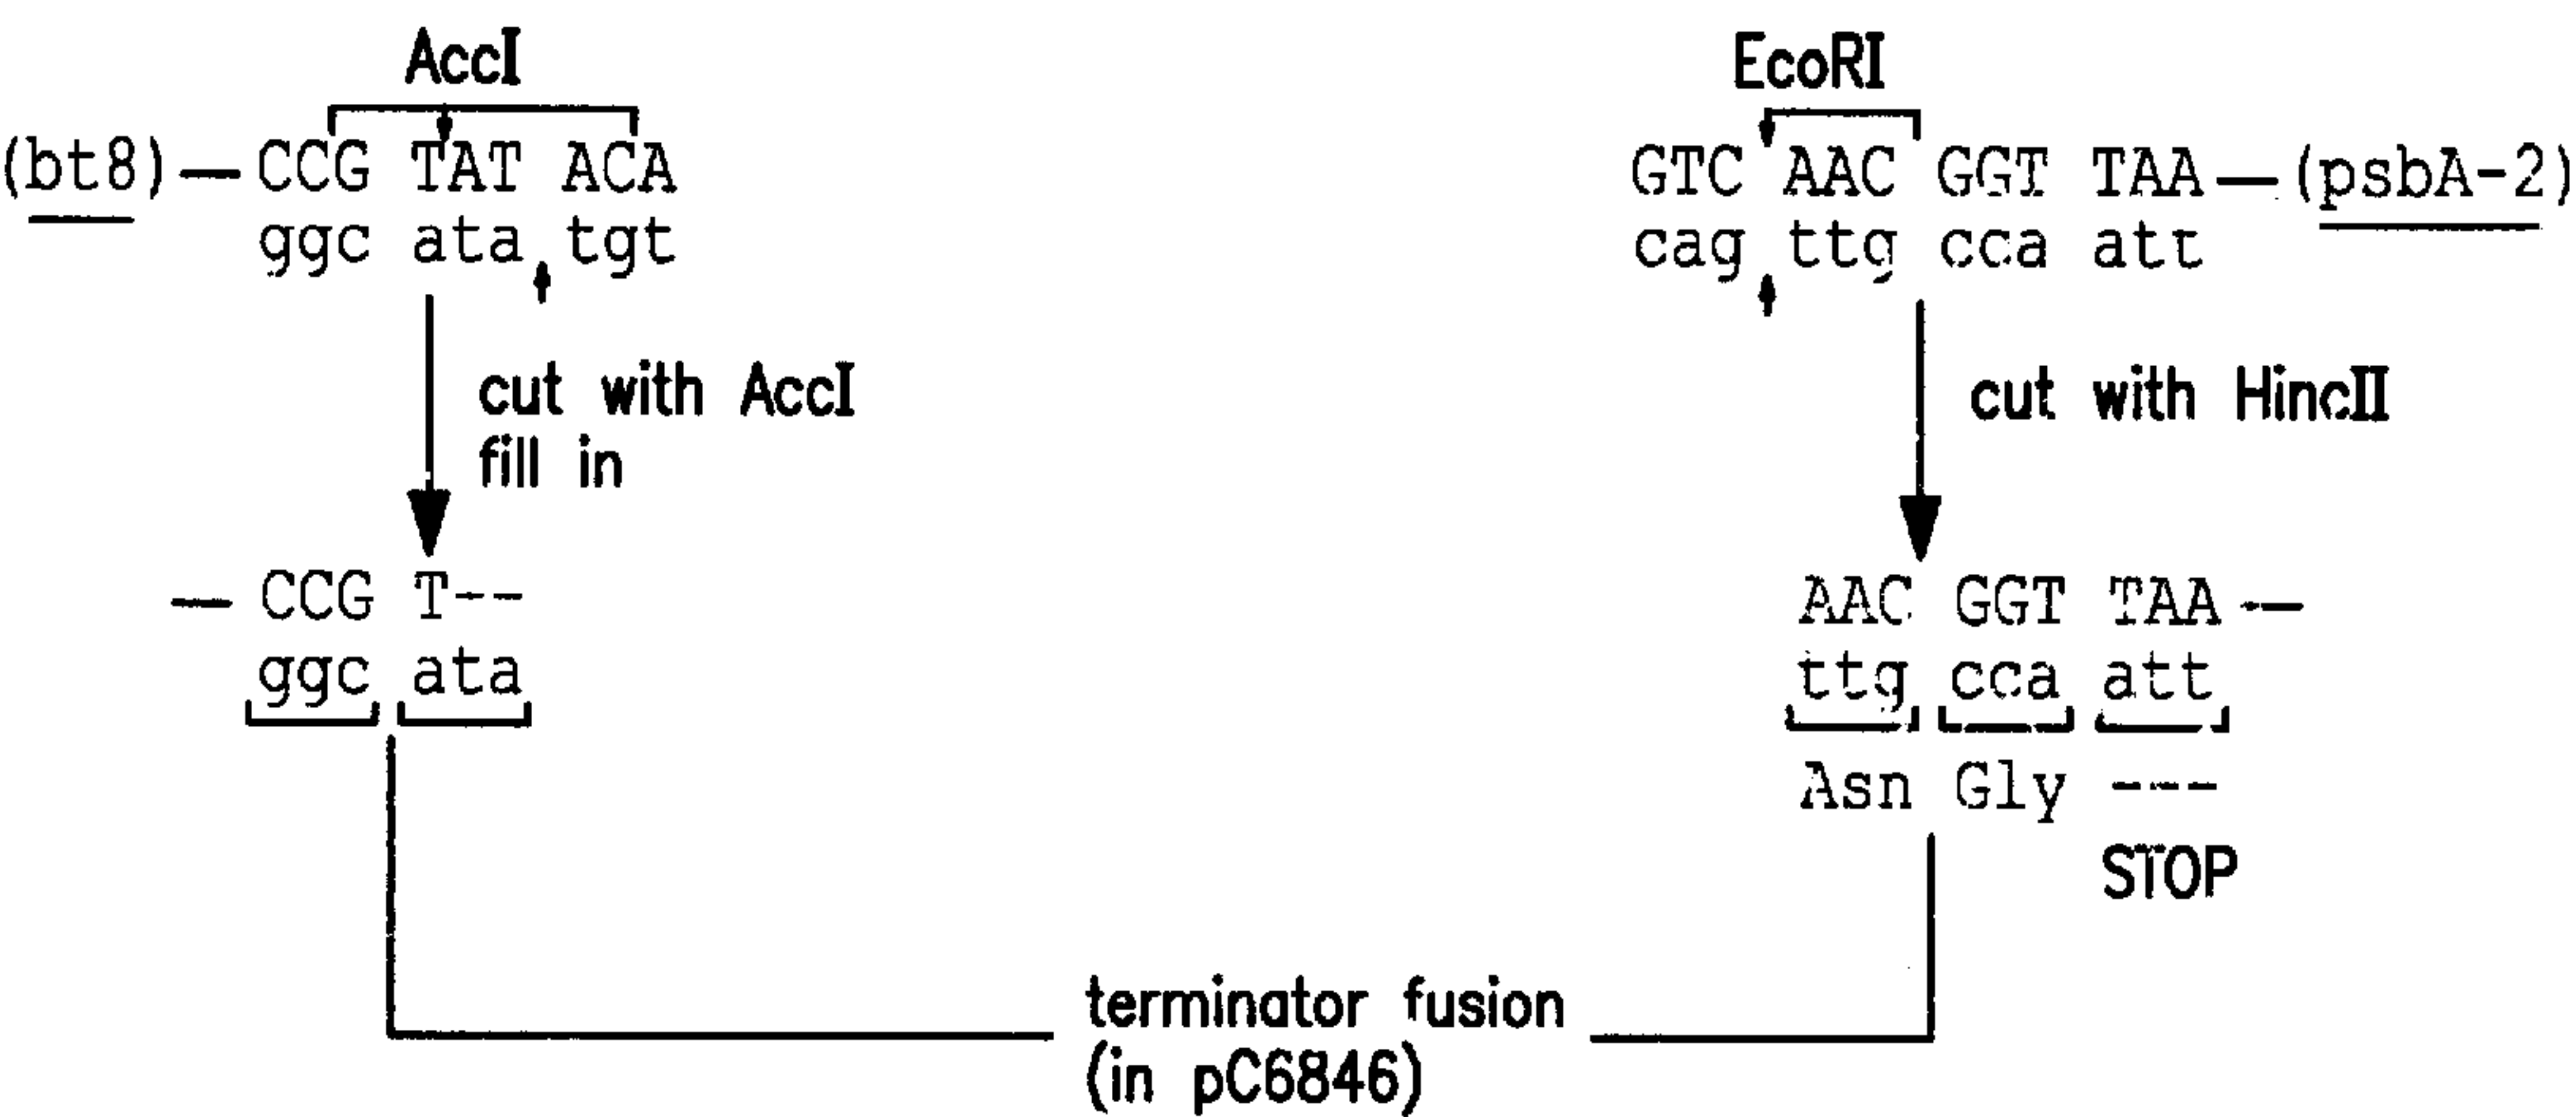 AccI
EcoRI
(bt8)— CCG TAT ACA
ggc ata tgt
GTC AAC GGT TAA—(psbA-2)
cag ttg cca att
cut with AccI
fill in
cut with HincII
— CCG T--
ggc ata
AAC GGT TAA —
ttg cca att
Asn Gly ---
STOP
terminator fusion
(in pC6846)